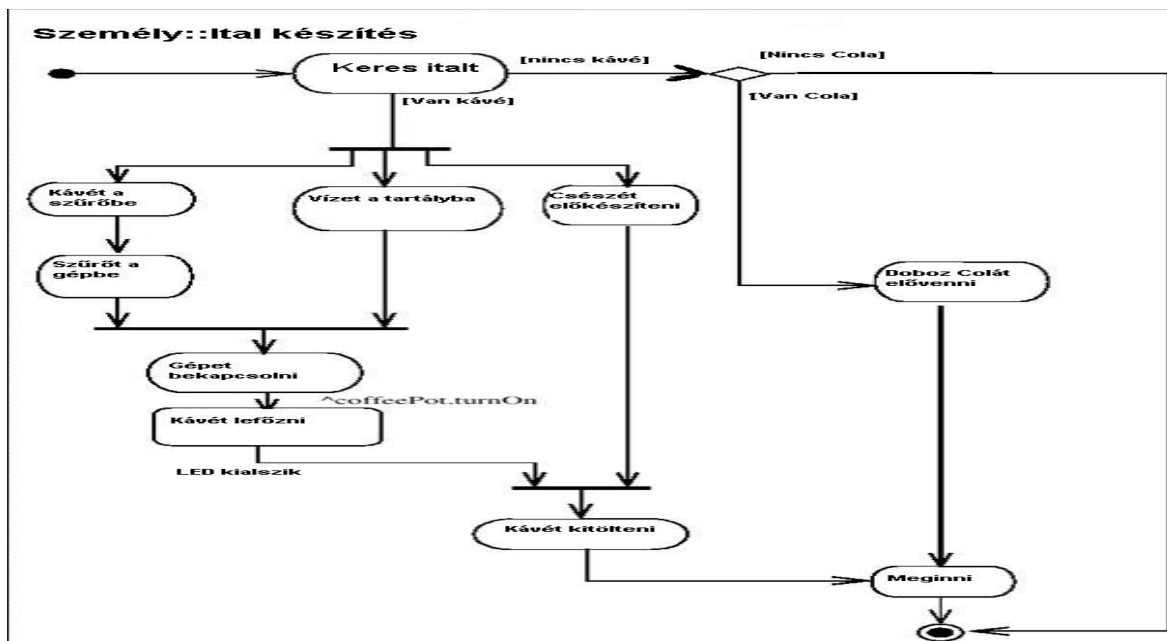 Személy::Ital készítés
Keres italt
[nincs kávé]
[Nincs Cola]
[Van Cola]
[Van kávé]
Kávét a
szűrőbe
Vízet a tartályba
Csészét
előkészíteni
Szűrőt a
gépbe
Doboz Colát
elővenni
Gépet
bekapcsolni
^coffeePot.turnOn
Kávét lefőzni
LED kialszik
Kávét kitölteni
Meginni